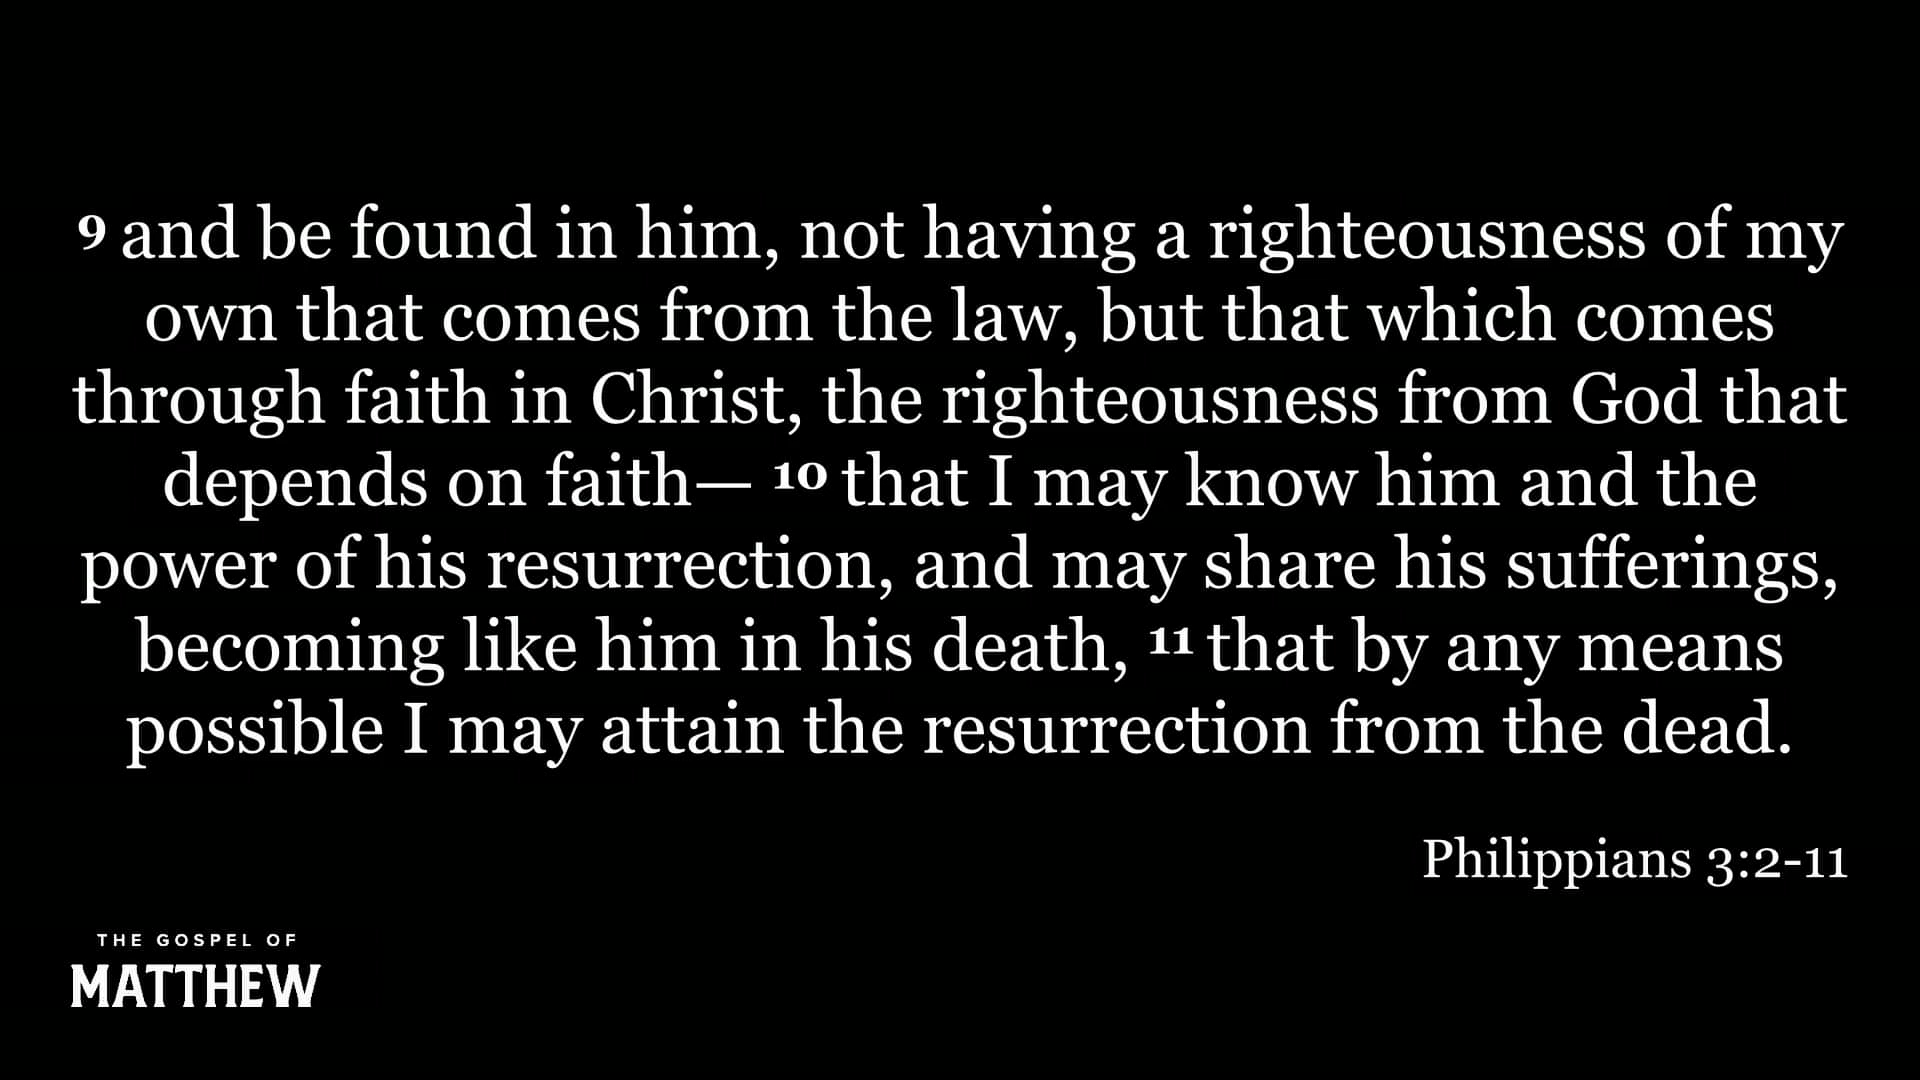 9 and be found in him, not having a righteousness of my
own that comes from the law, but that which comes
through faith in Christ, the righteousness from God that
depends on faith— 10 that I may know him and the
power of his resurrection, and may share his sufferings,
becoming like him in his death, 11 that by any means
possible I may attain the resurrection from the dead.
Philippians 3:2-11
THE GOSPEL OF
MATTHEW